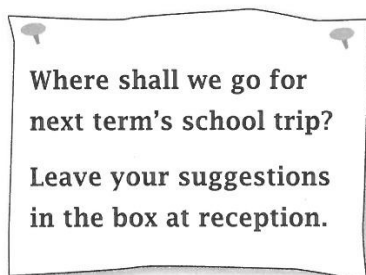 Where shall we go for
next term's school trip?
Leave your suggestions
in the box at reception.